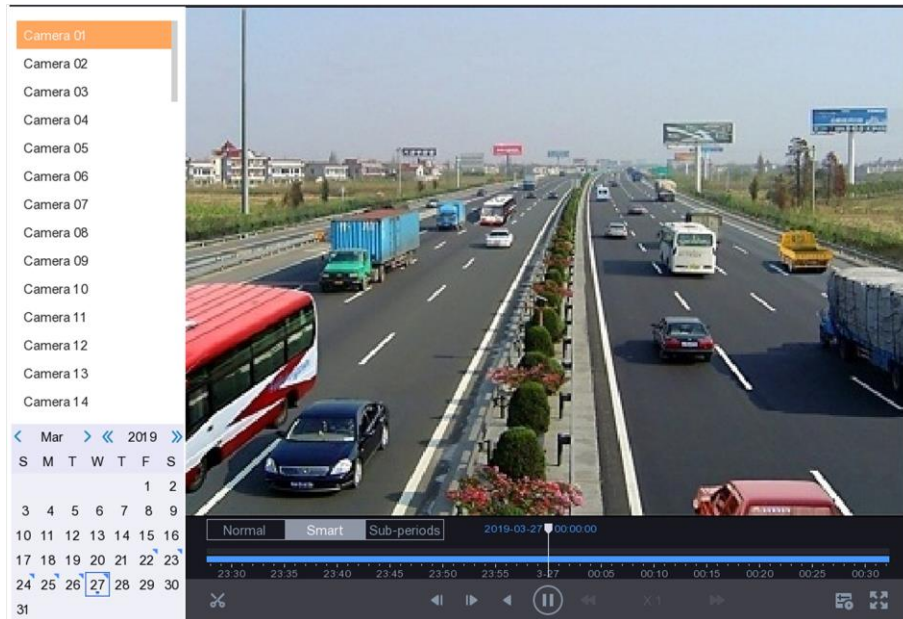 Camera 01
Camera 02
Camera 03
Camera 04
Camera 05
Camera 06
Camera 07
Camera 08
Camera 09
Camera 10
Camera 11
Camera 12
Camera 13
Camera 14
< Mar > « 2019 »
S M T W T F S
1 2
3 4 5 6 7 8 9
10 11 12 13 14 15 16
17 18 19 20 21 22 23
24 25 26 27 28 29 30
31
Normal Smart Sub-periods 2019-03-27 00:00:00
23:30 23:35 23:40 23:45 23:50 23:55 3-27 00:05 00:10 00:15 00:20 00:25 00:30
X 1